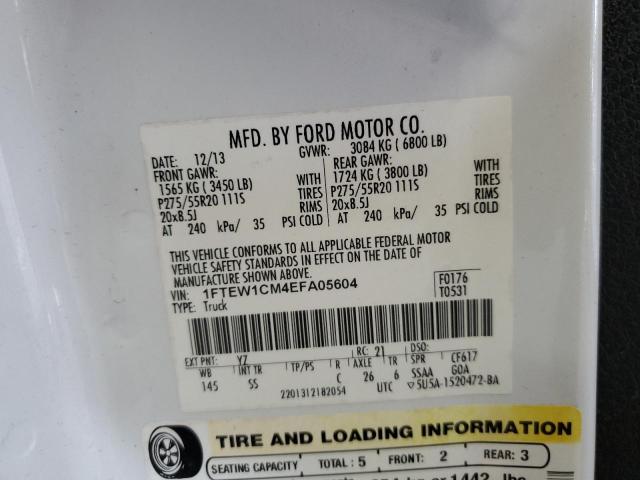 MFD. BY FORD MOTOR CO.
DATE: 12/13 GVWR: 3084 KG ( 6800 LB)
FRONT GAWR: REAR GAWR:
1565 KG ( 3450 LB) WITH 1724 KG ( 3800 LB) WITH
P275/55R20 111S TIRES P275/55R20 111S TIRES
20x8.5J RIMS 20x8.5J RIMS
AT 240 kPa/ 35 PSI COLD AT 240 kPa/ 35 PSI COLD
THIS VEHICLE CONFORMS TO ALL APPLICABLE FEDERAL MOTOR
VEHICLE SAFETY STANDARDS IN EFFECT ON THE DATE OF
MANUFACTURE SHOWN ABOVE.
VIN: 1FTEW1CM4EFA05604 F0176
TYPE: Truck T0531
EXT PNT: YZ RC: 21 DSO:
WB INT TR TP/PS R AXLE TR SPR CF617
145 SS C 26 6 SSAA GOA
2201312182054 UTC ▽5U5A-1520472-BA
TIRE AND LOADING INFORMATION
SEATING CAPACITY TOTAL: 5 FRONT: 2 REAR: 3
kg or 1442 lbs